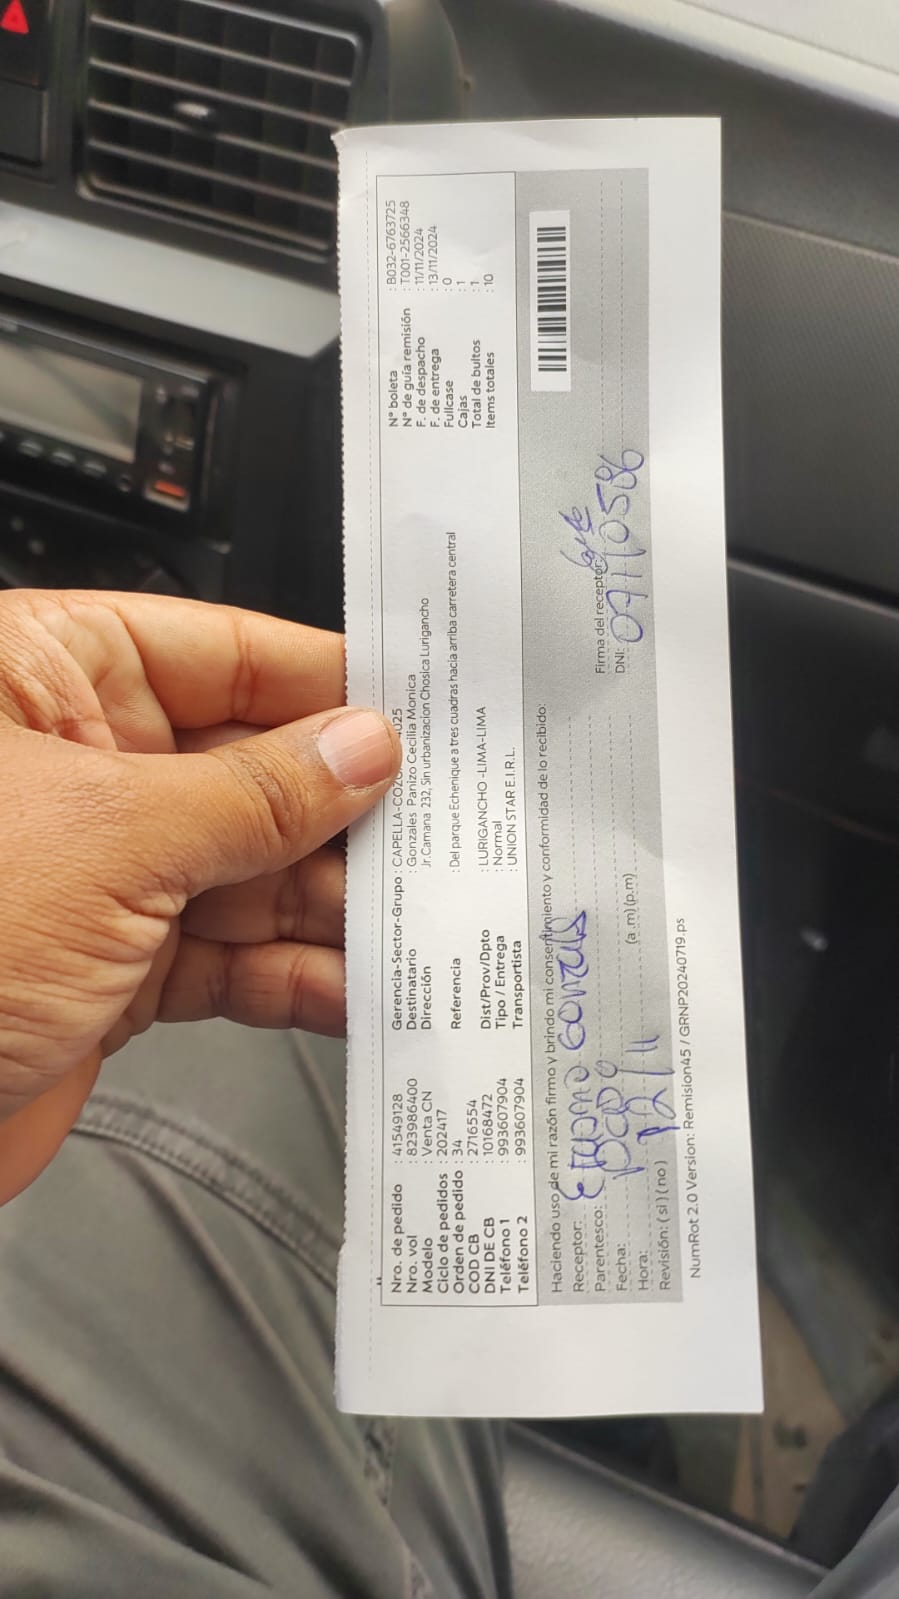 Nro. de pedido : 41549128
Nro. vol : 823986400
Modelo : Venta CN
Ciclo de pedidos : 202417
Orden de pedido : 34
COD CB : 2716554
DNI DE CB : 10168472
Teléfono 1 : 993607904
Teléfono 2 : 993607904
Gerencia-Sector-Grupo : CAPELLA-COZ
Destinatario : Gonzales Panizo Cecilia Monica
Dirección Jr.Camana 232, Sin urbanizacion Chosica Lurigancho
Referencia : Del parque Echenique a tres cuadras hacia arriba carretera central
Dist/Prov/Dpto : LURIGANCHO -LIMA-LIMA
Tipo / Entrega : Normal
Transportista : UNION STAR E.I.R.L.
N° boleta : B032-6763725
N° de guía remisión : T001-2566348
F. de despacho : 11/11/2024
F. de entrega : 13/11/2024
Fullcase : 0
Cajas : 1
Total de bultos : 1
Items totales : 10
Haciendo uso de mi razón firmo y brindo mi consentimiento y conformidad de lo recibido:
Receptor:
Parentesco:
Fecha: 12/11
Hora: (a.m)(p.m)
Revisión: ( si ) ( no )
Firma del receptor:
DNI:
NumRot 2.0 Version: Remision45 / GRNP20240719.ps